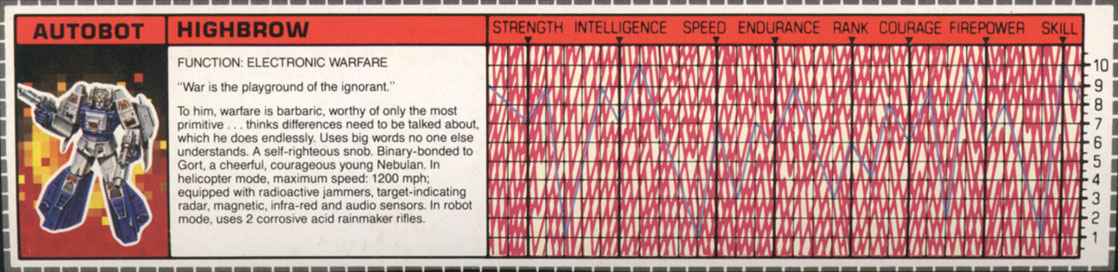 AUTOBOT
HIGHBROW
FUNCTION: ELECTRONIC WARFARE
"War is the playground of the ignorant."
To him, warfare is barbaric, worthy of only the most
primitive . . . thinks differences need to be talked about,
which he does endlessly. Uses big words no one else
understands. A self-righteous snob. Binary-bonded to
Gort, a cheerful, courageous young Nebulan. In
helicopter mode, maximum speed: 1200 mph;
equipped with radioactive jammers, target-indicating
radar, magnetic, infra-red and audio sensors. In robot
mode, uses 2 corrosive acid rainmaker rifles.
STRENGTH INTELLIGENCE SPEED ENDURANCE RANK COURAGE FIREPOWER SKILL
10
9
8
7
6
5
4
3
2
1